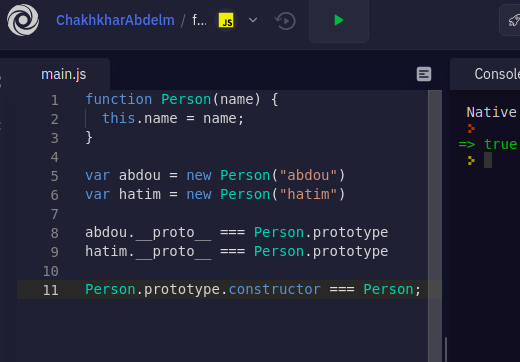 ChakhkharAbdelm / f... JS
main.js
Console
1 function Person(name) {
2 this.name = name;
3 }
4
5 var abdou = new Person("abdou")
6 var hatim = new Person("hatim")
7
8 abdou.__proto__ === Person.prototype
9 hatim.__proto__ === Person.prototype
10
11 Person.prototype.constructor === Person;
Native
=> true